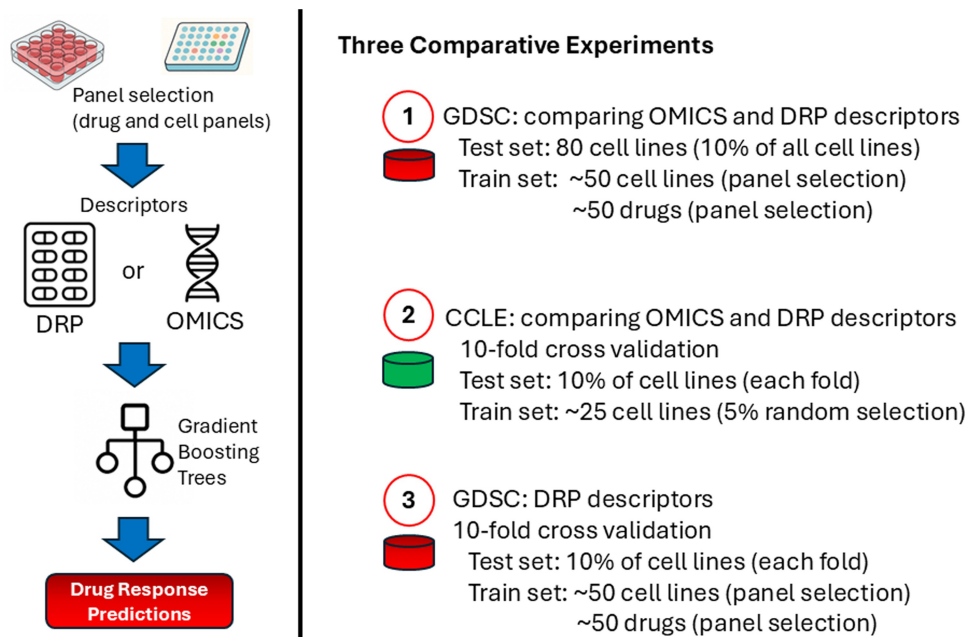 Panel selection
(drug and cell panels)
Descriptors
or
DRP
OMICS
Gradient
Boosting
Trees
Drug Response
Predictions
Three Comparative Experiments
1
GDSC: comparing OMICS and DRP descriptors
Test set: 80 cell lines (10% of all cell lines)
Train set: ~50 cell lines (panel selection)
~50 drugs (panel selection)
2
CCLE: comparing OMICS and DRP descriptors
10-fold cross validation
Test set: 10% of cell lines (each fold)
Train set: ~25 cell lines (5% random selection)
3
GDSC: DRP descriptors
10-fold cross validation
Test set: 10% of cell lines (each fold)
Train set: ~50 cell lines (panel selection)
~50 drugs (panel selection)